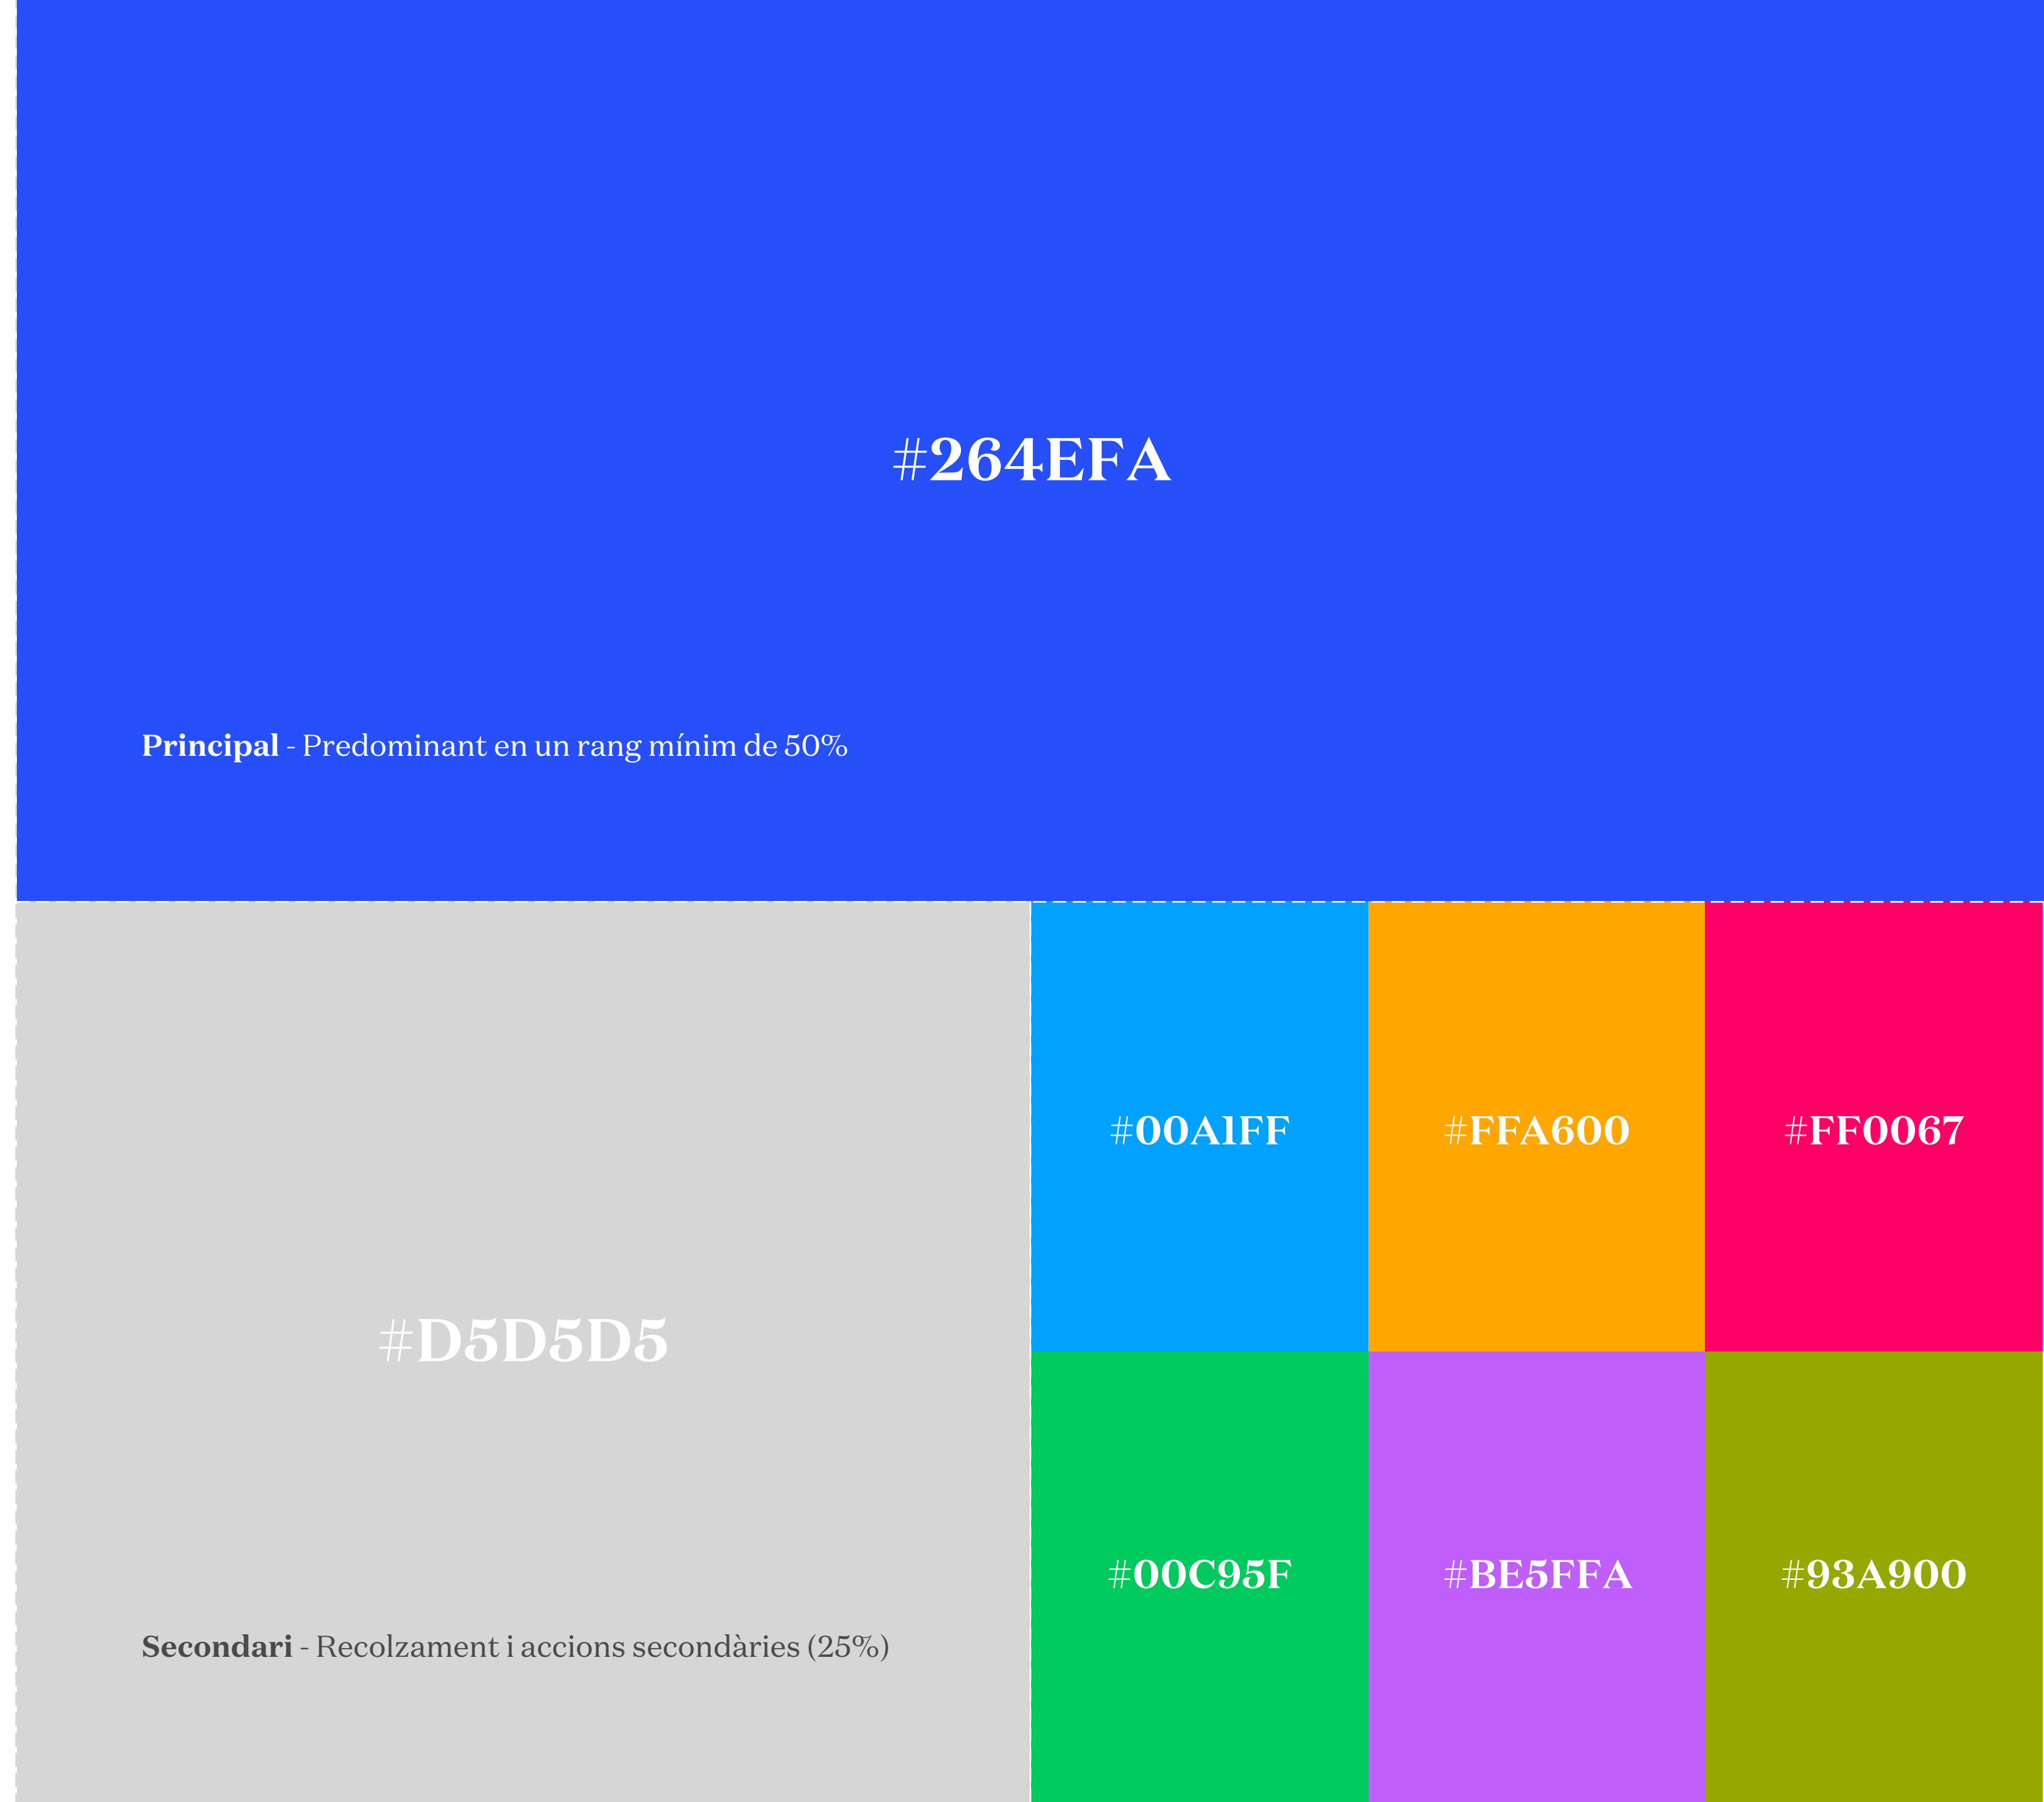 #264EFA
Principal - Predominant en un rang mínim de 50%
#D5D5D5
Secondari - Recolzament i accions secondàries (25%)
#00A1FF
#FFA600
#FF0067
#00C95F
#BE5FFA
#93A900